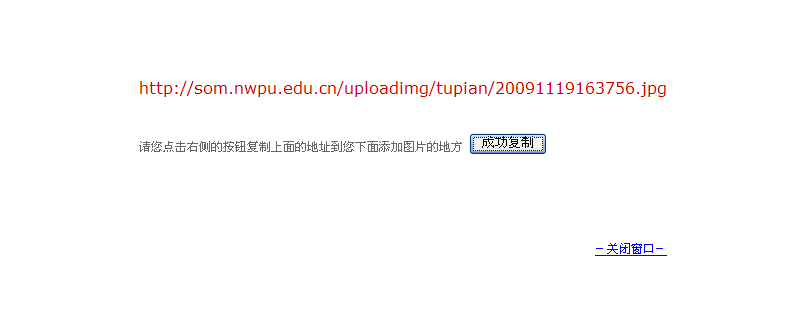 http://som.nwpu.edu.cn/uploadimg/tupian/20091119163756.jpg
请您点击右侧的按钮复制上面的地址到您下面添加图片的地方 成功复制
－关闭窗口－